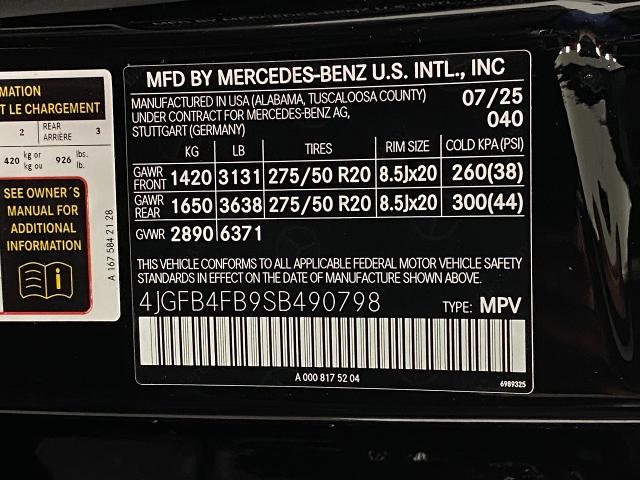 MATION
T LE CHARGEMENT
2 REAR ARRIÈRE 3
420 kg or kg ou 926 lbs. lb.
SEE OWNER´S
MANUAL FOR
ADDITIONAL
INFORMATION
A 167 584 21 28
MFD BY MERCEDES-BENZ U.S. INTL., INC
MANUFACTURED IN USA (ALABAMA, TUSCALOOSA COUNTY) 07/25
UNDER CONTRACT FOR MERCEDES-BENZ AG, 040
STUTTGART (GERMANY)
KG LB TIRES RIM SIZE COLD KPA (PSI)
GAWR FRONT 1420 3131 275/50 R20 8.5Jx20 260(38)
GAWR REAR 1650 3638 275/50 R20 8.5Jx20 300(44)
GVWR 2890 6371
THIS VEHICLE CONFORMS TO ALL APPLICABLE FEDERAL MOTOR VEHICLE SAFETY
STANDARDS IN EFFECT ON THE DATE OF MANUFACTURE SHOWN ABOVE.
4JGFB4FB9SB490798 TYPE: MPV
A 000 817 52 04
6989325